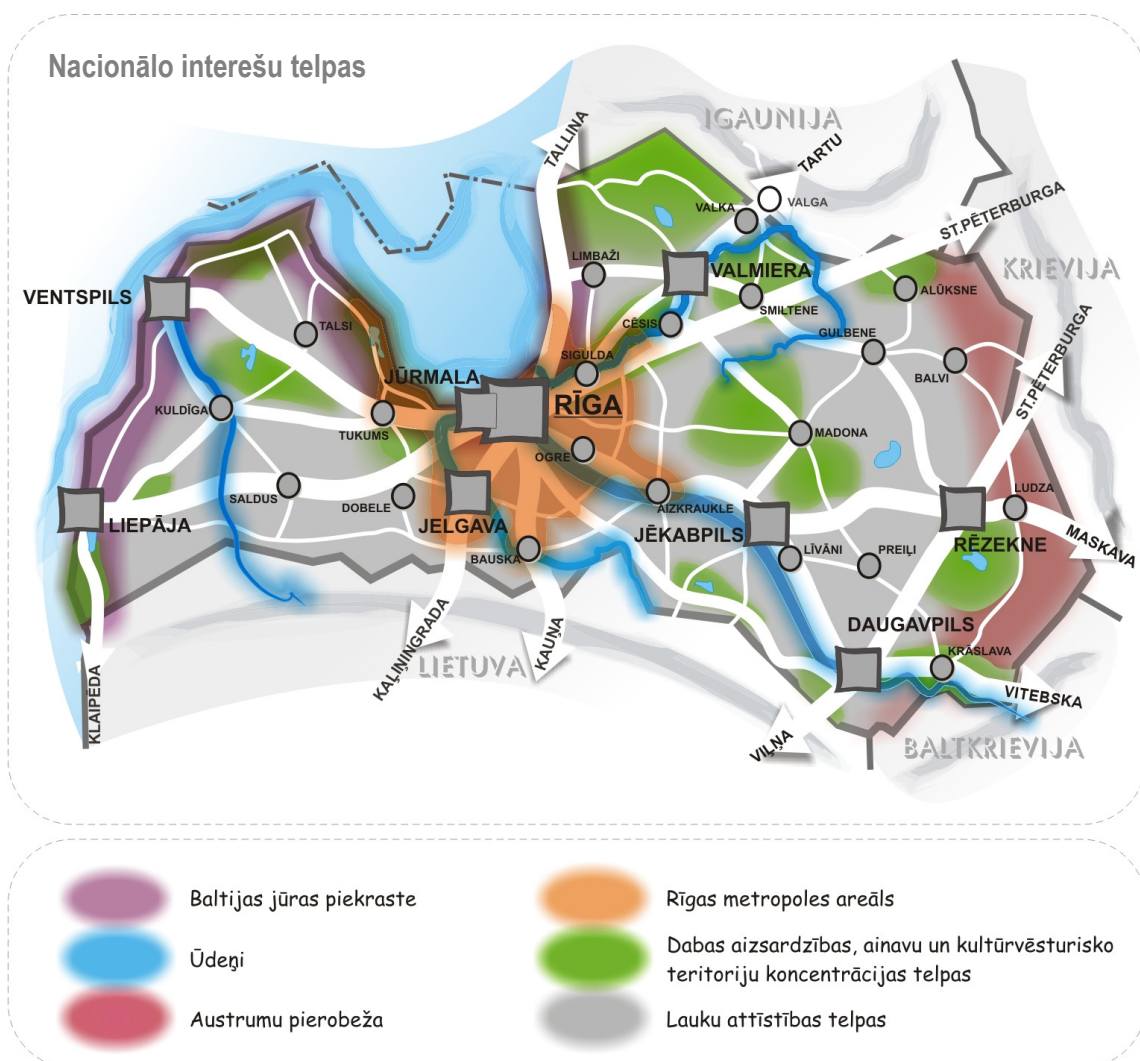 Nacionālo interešu telpas
IGAUNIJA
TALLINA
TARTU
VALKA
VALGA
ST.PĒTERBURGA
KRIEVIJA
LIMBAŽI
VALMIERA
ALŪKSNE
VENTSPILS
SMILTENE
CĒSIS
GULBENE
TALSI
SIGULDA
BALVI
ST.PĒTERBURGA
JŪRMALA
RĪGA
KULDĪGA
TUKUMS
MADONA
OGRE
SALDUS
DOBELE
AIZKRAUKLE
LUDZA
LIEPĀJA
JELGAVA
JĒKABPILS
RĒZEKNE
MASKAVA
BAUSKA
LĪVĀNI
PREIĻI
KAĻIŅINGRADA
LIETUVA
KAUŅA
DAUGAVPILS
KRĀSLAVA
KLAIPĒDA
VITEBSKA
VIĻŅA
BALTKRIEVIJA
Baltijas jūras piekraste
Ūdeņi
Austrumu pierobeža
Rīgas metropoles areāls
Dabas aizsardzības, ainavu un kultūrvēsturisko
teritoriju koncentrācijas telpas
Lauku attīstības telpas